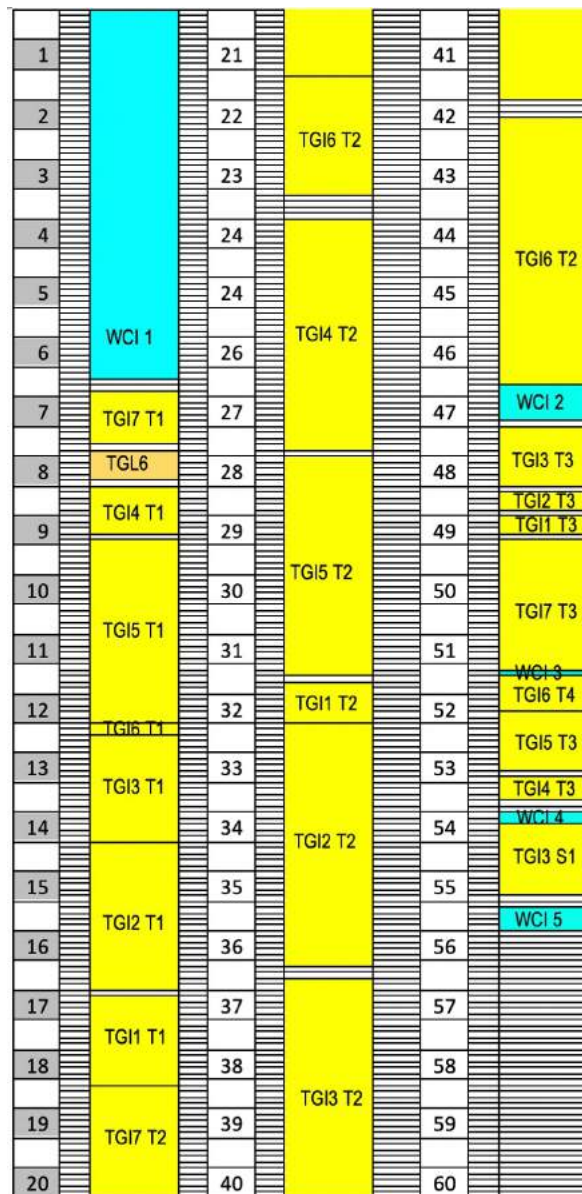 1 21 41
2 22 42
TGI6 T2
3 23 43
4 24 44
TGI6 T2
5 24 45
WCI 1 TGI4 T2
6 26 46
WCI 2
7 27 47
TGI7 T1
TGL6 TGI3 T3
8 28 48
TGI2 T3
TGI4 T1
TGI1 T3
9 29 49
TGI5 T2
10 30 50
TGI7 T3
TGI5 T1
11 31 51
WCI 3
TGI6 T4
TGI1 T2
12 32 52
TGI6 T1
TGI5 T3
13 33 53
TGI3 T1 TGI4 T3
WCI 4
14 34 54
TGI2 T2
TGI3 S1
15 35 55
TGI2 T1 WCI 5
16 36 56
17 37 57
TGI1 T1
18 38 58
TGI3 T2
19 39 59
TGI7 T2
20 40 60